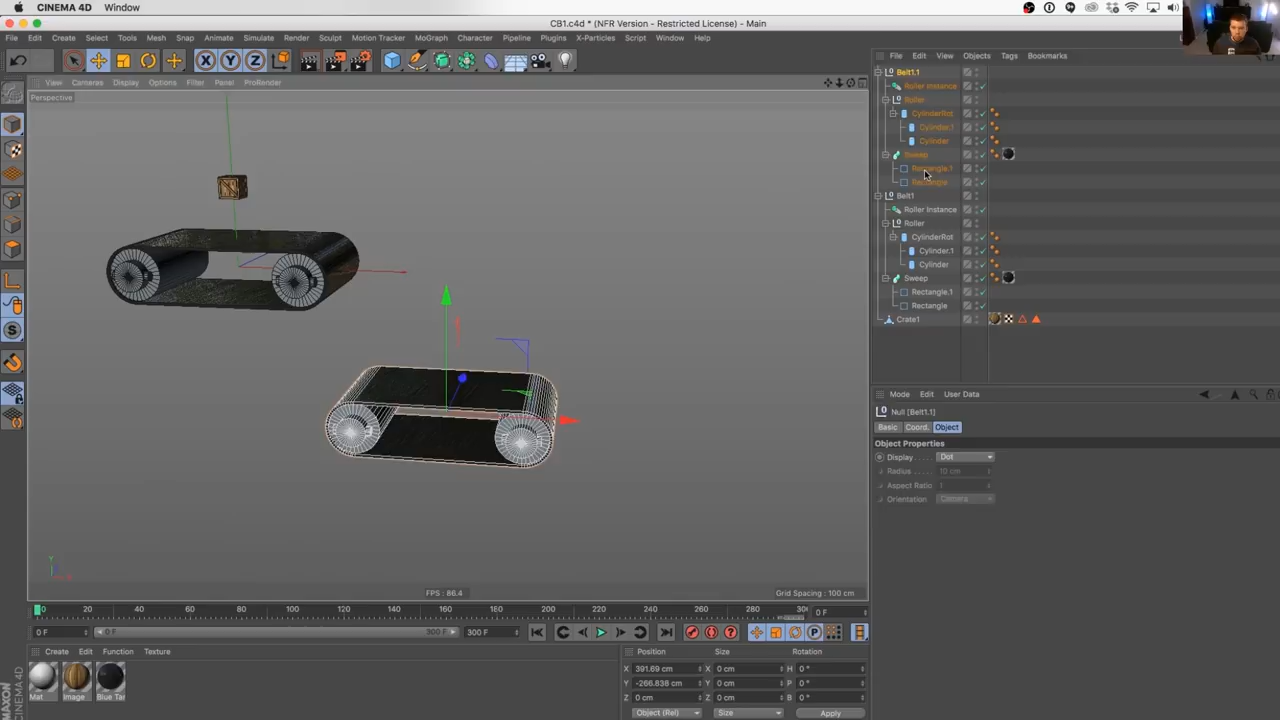 CINEMA 4D Window
CB1.c4d * (NFR Version - Restricted License) - Main
File Edit Create Select Tools Mesh Snap Animate Simulate Render Sculpt Motion Tracker MoGraph Character Pipeline Plugins X-Particles Script Window Help
X Y Z
File Edit View Objects Tags Bookmarks
View Cameras Display Options Filter Panel ProRender
Perspective
Belt1.1
Roller Instance
Roller
CylinderRot
Cylinder.1
Cylinder
Sweep
Rectangle.1
Rectangle
Belt1
Roller Instance
Roller
CylinderRot
Cylinder.1
Cylinder
Sweep
Rectangle.1
Rectangle
Crate1
Mode Edit User Data
Null [Belt1.1]
Basic Coord. Object
Object Properties
Display . . . . . Dot
Radius . . . . . . 10 cm
Aspect Ratio 1
Orientation . . . Camera
Y
FPS : 86.4
Grid Spacing : 100 cm
0 20 40 60 80 100 120 140 160 180 200 220 240 260 280 300
0 F
0 F 0 F 300 F 300 F
Create Edit Function Texture
Mat Image Blue Tar
Position Size Rotation
X 391.69 cm X 0 cm H 0 °
Y -266.838 cm Y 0 cm P 0 °
Z 0 cm Z 0 cm B 0 °
Object (Rel) Size Apply
MAXON CINEMA 4D